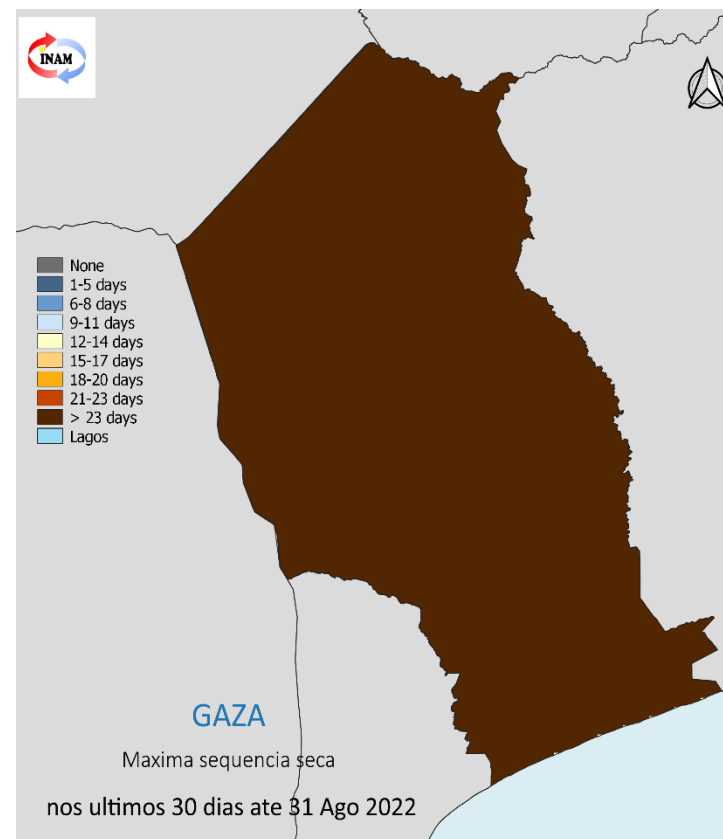 INAM
None
1-5 days
6-8 days
9-11 days
12-14 days
15-17 days
18-20 days
21-23 days
> 23 days
Lagos
GAZA
Maxima sequencia seca
nos ultimos 30 dias ate 31 Ago 2022